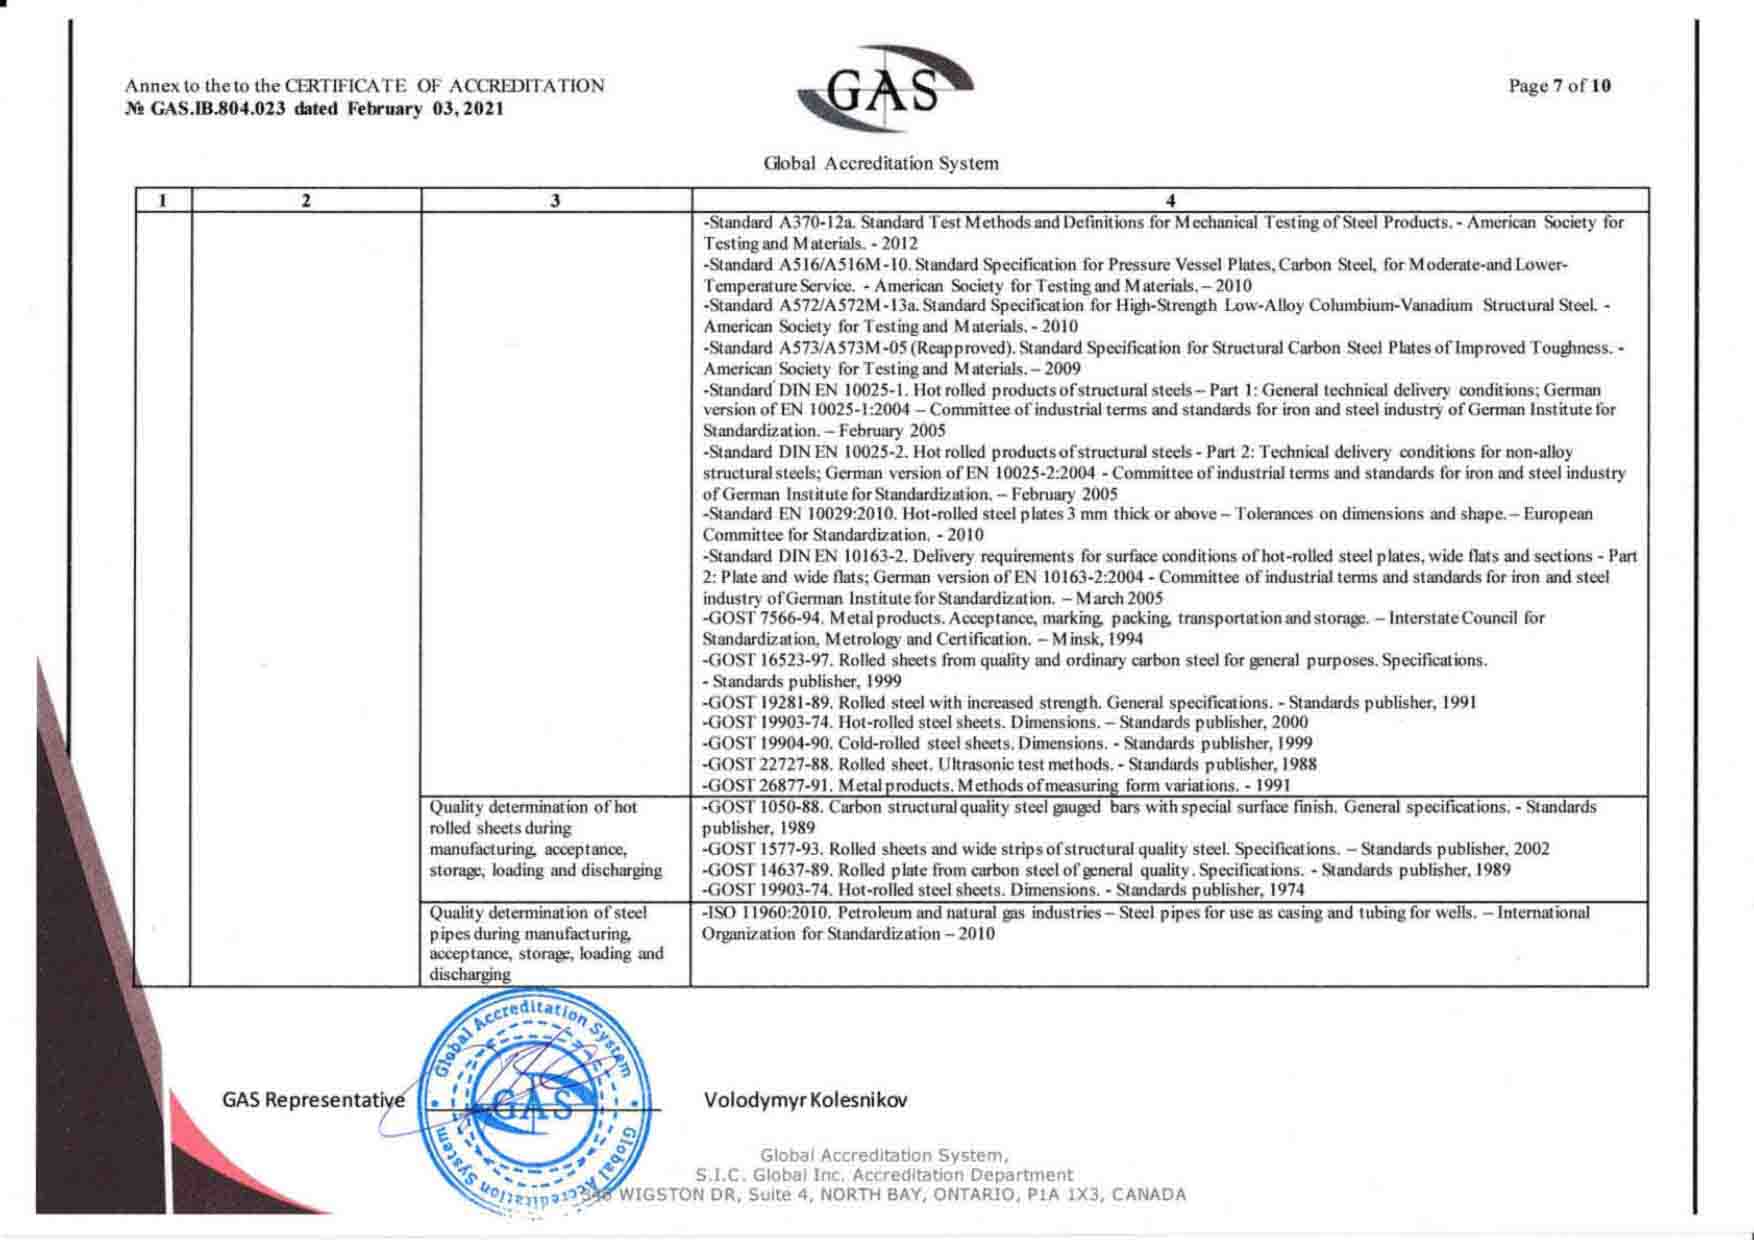 Annex to the to the CERTIFICATE OF ACCREDITATION
№ GAS.IB.804.023 dated February 03, 2021
GAS
Global Accreditation System
Page 7 of 10
1 2 3 4
-Standard A370-12a. Standard Test Methods and Definitions for Mechanical Testing of Steel Products. - American Society for
Testing and Materials. - 2012
-Standard A516/A516M-10. Standard Specification for Pressure Vessel Plates, Carbon Steel, for Moderate-and Lower-
Temperature Service. - American Society for Testing and Materials. – 2010
-Standard A572/A572M-13a. Standard Specification for High-Strength Low-Alloy Columbium-Vanadium Structural Steel. -
American Society for Testing and Materials. - 2010
-Standard A573/A573M-05 (Reapproved). Standard Specification for Structural Carbon Steel Plates of Improved Toughness. -
American Society for Testing and Materials. – 2009
-Standard DIN EN 10025-1. Hot rolled products of structural steels – Part 1: General technical delivery conditions; German
version of EN 10025-1:2004 – Committee of industrial terms and standards for iron and steel industry of German Institute for
Standardization. – February 2005
-Standard DIN EN 10025-2. Hot rolled products of structural steels - Part 2: Technical delivery conditions for non-alloy
structural steels; German version of EN 10025-2:2004 - Committee of industrial terms and standards for iron and steel industry
of German Institute for Standardization. – February 2005
-Standard EN 10029:2010. Hot-rolled steel plates 3 mm thick or above – Tolerances on dimensions and shape. – European
Committee for Standardization. - 2010
-Standard DIN EN 10163-2. Delivery requirements for surface conditions of hot-rolled steel plates, wide flats and sections - Part
2: Plate and wide flats; German version of EN 10163-2:2004 - Committee of industrial terms and standards for iron and steel
industry of German Institute for Standardization. – March 2005
-GOST 7566-94. Metal products. Acceptance, marking, packing, transportation and storage. – Interstate Council for
Standardization, Metrology and Certification. – Minsk, 1994
-GOST 16523-97. Rolled sheets from quality and ordinary carbon steel for general purposes. Specifications.
- Standards publisher, 1999
-GOST 19281-89. Rolled steel with increased strength. General specifications. - Standards publisher, 1991
-GOST 19903-74. Hot-rolled steel sheets. Dimensions. – Standards publisher, 2000
-GOST 19904-90. Cold-rolled steel sheets. Dimensions. - Standards publisher, 1999
-GOST 22727-88. Rolled sheet. Ultrasonic test methods. - Standards publisher, 1988
-GOST 26877-91. Metal products. Methods of measuring form variations. - 1991
Quality determination of hot
rolled sheets during
manufacturing, acceptance,
storage, loading and discharging
-GOST 1050-88. Carbon structural quality steel gauged bars with special surface finish. General specifications. - Standards
publisher, 1989
-GOST 1577-93. Rolled sheets and wide strips of structural quality steel. Specifications. – Standards publisher, 2002
-GOST 14637-89. Rolled plate from carbon steel of general quality. Specifications. - Standards publisher, 1989
-GOST 19903-74. Hot-rolled steel sheets. Dimensions. - Standards publisher, 1974
Quality determination of steel
pipes during manufacturing,
acceptance, storage, loading and
discharging
-ISO 11960:2010. Petroleum and natural gas industries – Steel pipes for use as casing and tubing for wells. – International
Organization for Standardization – 2010
GAS Representative
Global Accreditation System
Global Accreditation System
GAS
Volodymyr Kolesnikov
Global Accreditation System,
S.I.C. Global Inc. Accreditation Department
WIGSTON DR, Suite 4, NORTH BAY, ONTARIO, P1A 1X3, CANADA